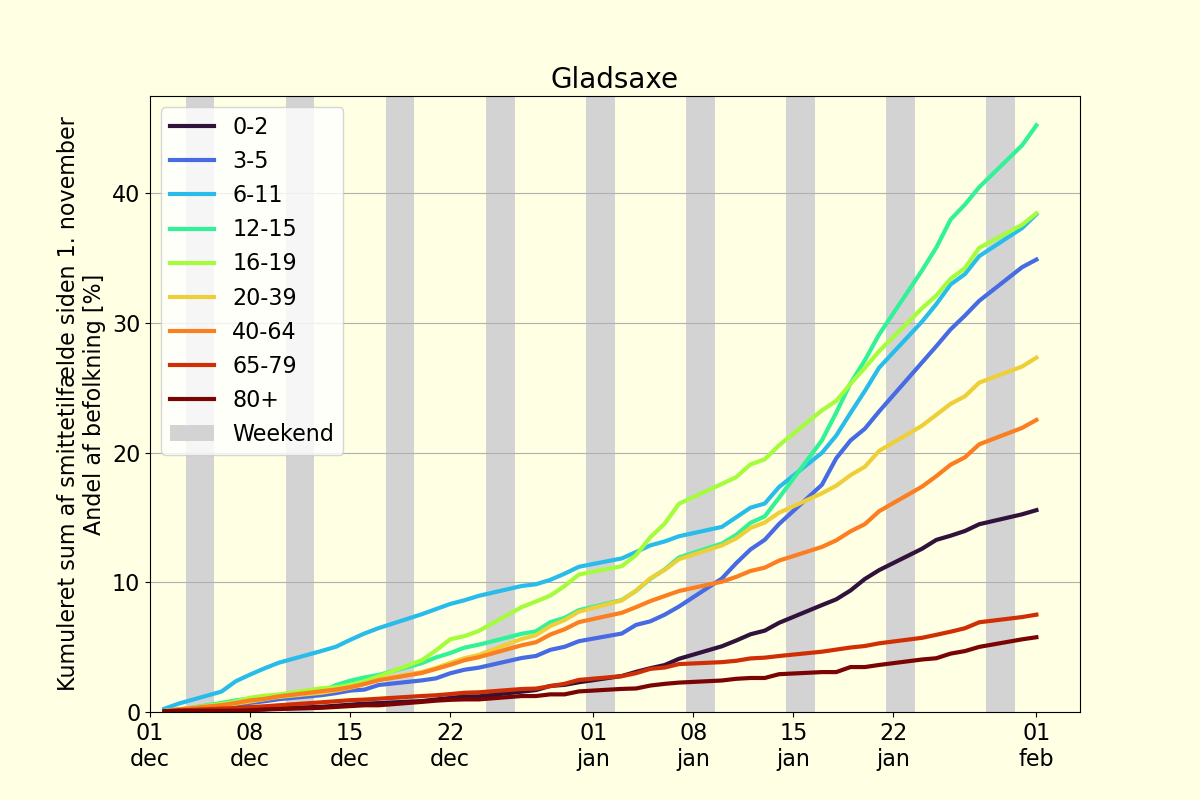 Gladsaxe
Kumuleret sum af smittetilfælde siden 1. november
Andel af befolkning [%]
40
30
20
10
0
0-2
3-5
6-11
12-15
16-19
20-39
40-64
65-79
80+
Weekend
01 dec
08 dec
15 dec
22 dec
01 jan
08 jan
15 jan
22 jan
01 feb